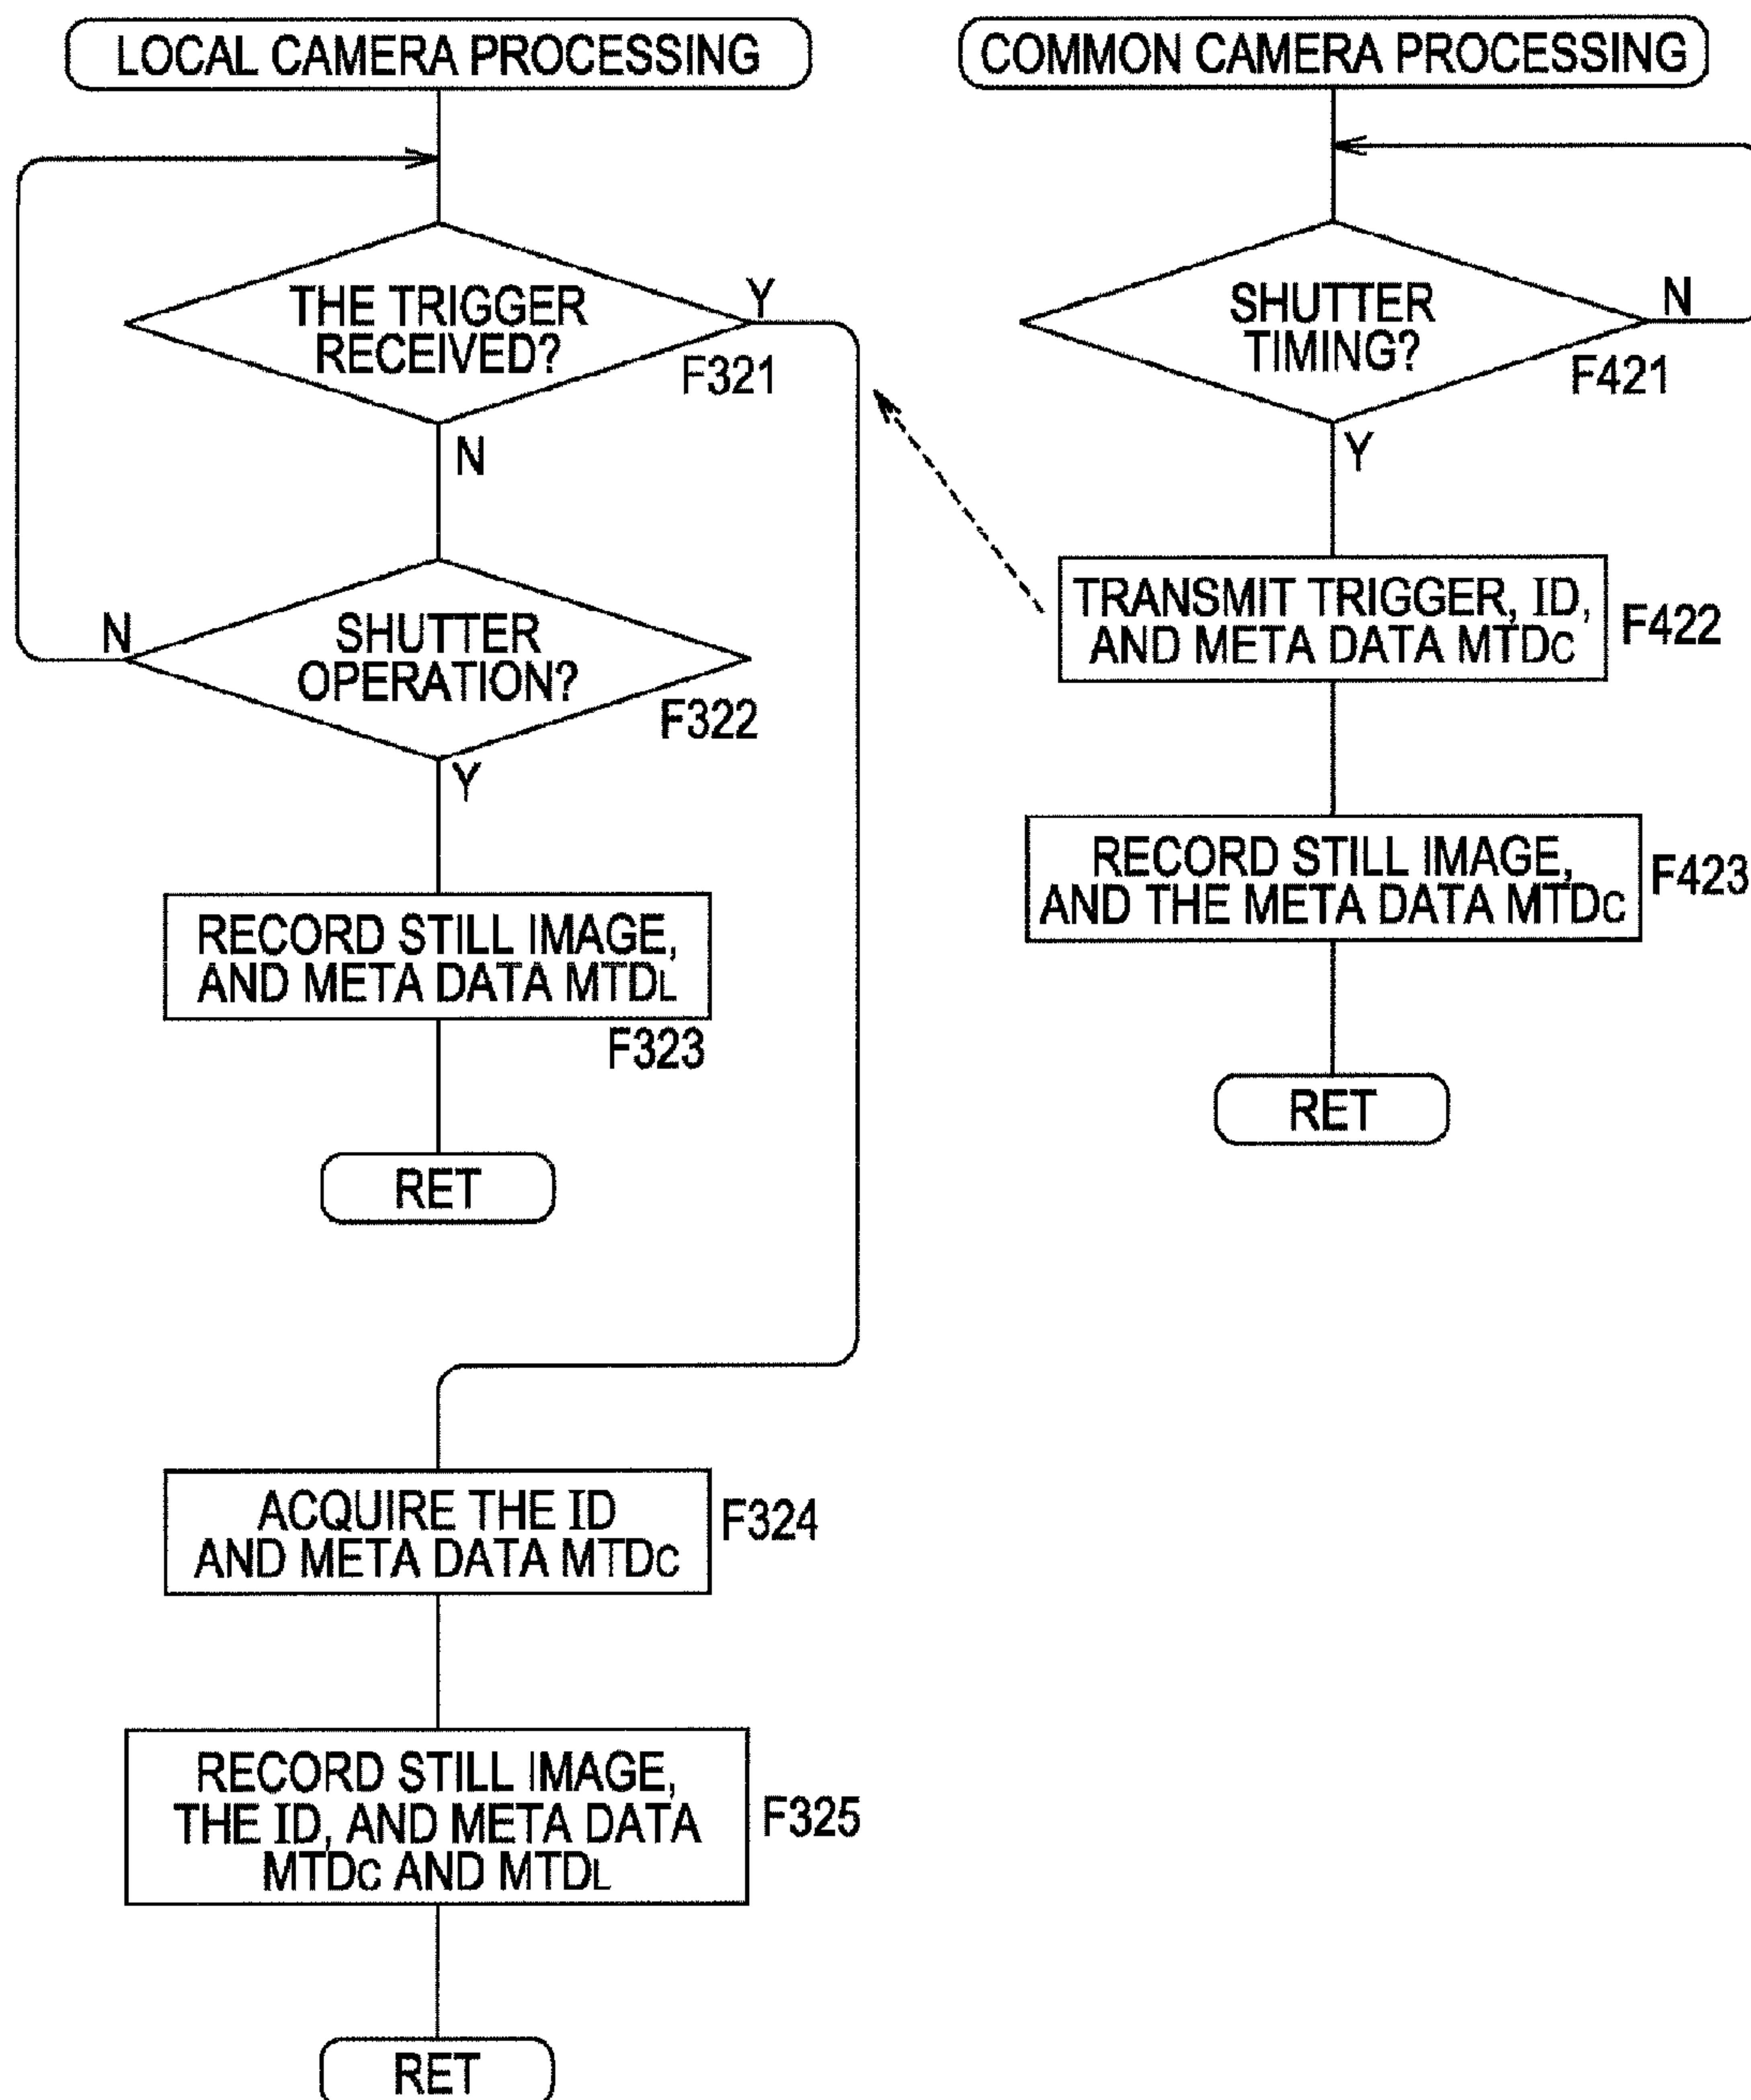 LOCAL CAMERA PROCESSING
THE TRIGGER
RECEIVED?
Y
F321
N
SHUTTER
OPERATION?
N
F322
Y
RECORD STILL IMAGE,
AND META DATA MTDL
F323
RET
ACQUIRE THE ID
AND META DATA MTDC
F324
RECORD STILL IMAGE,
THE ID, AND META DATA
MTDC AND MTDL
F325
RET
COMMON CAMERA PROCESSING
SHUTTER
TIMING?
N
F421
Y
TRANSMIT TRIGGER, ID,
AND META DATA MTDC
F422
RECORD STILL IMAGE,
AND THE META DATA MTDC
F423
RET